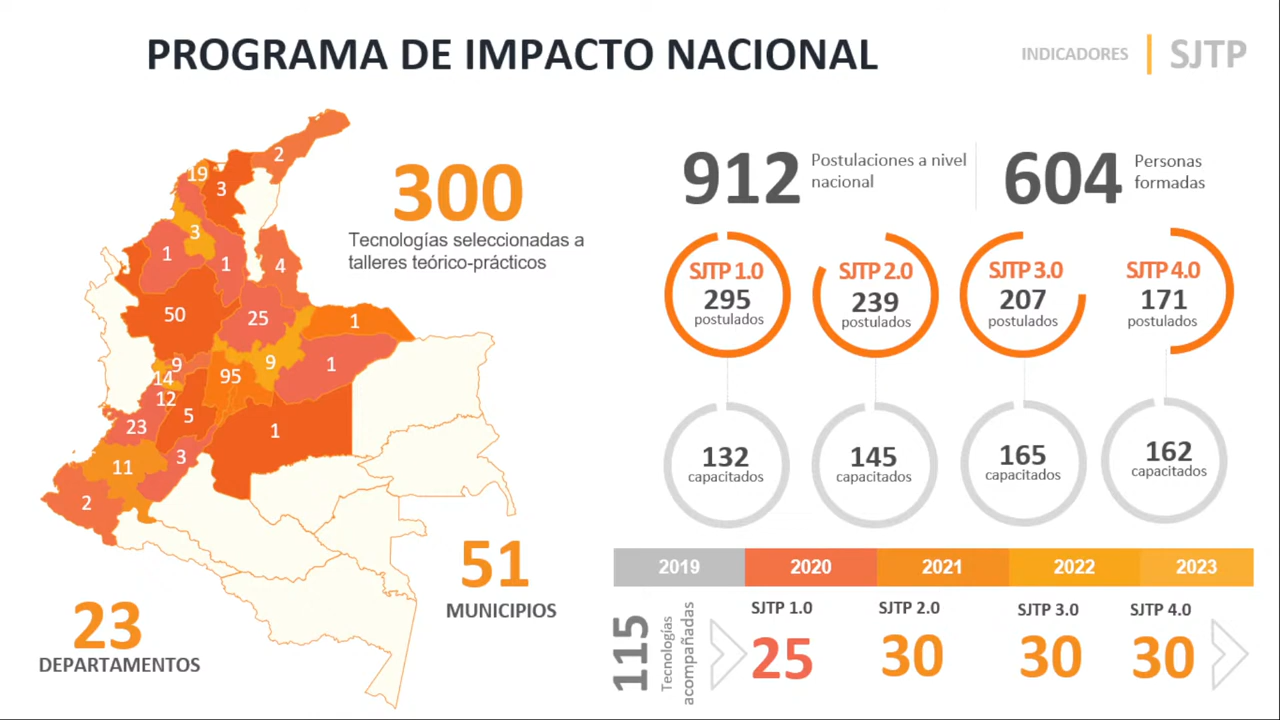 PROGRAMA DE IMPACTO NACIONAL
INDICADORES
SJTP
2
19
3
3
1
1
4
50
25
1
9
9
95
1
14
12
5
23
1
11
3
2
300
Tecnologías seleccionadas a
talleres teórico-prácticos
23
DEPARTAMENTOS
51
MUNICIPIOS
912
Postulaciones a nivel
nacional
604
Personas
formadas
SJTP 1.0
295
postulados
SJTP 2.0
239
postulados
SJTP 3.0
207
postulados
SJTP 4.0
171
postulados
132
capacitados
145
capacitados
165
capacitados
162
capacitados
2019
2020
2021
2022
2023
115
Tecnologías
acompañadas
SJTP 1.0
25
SJTP 2.0
30
SJTP 3.0
30
SJTP 4.0
30